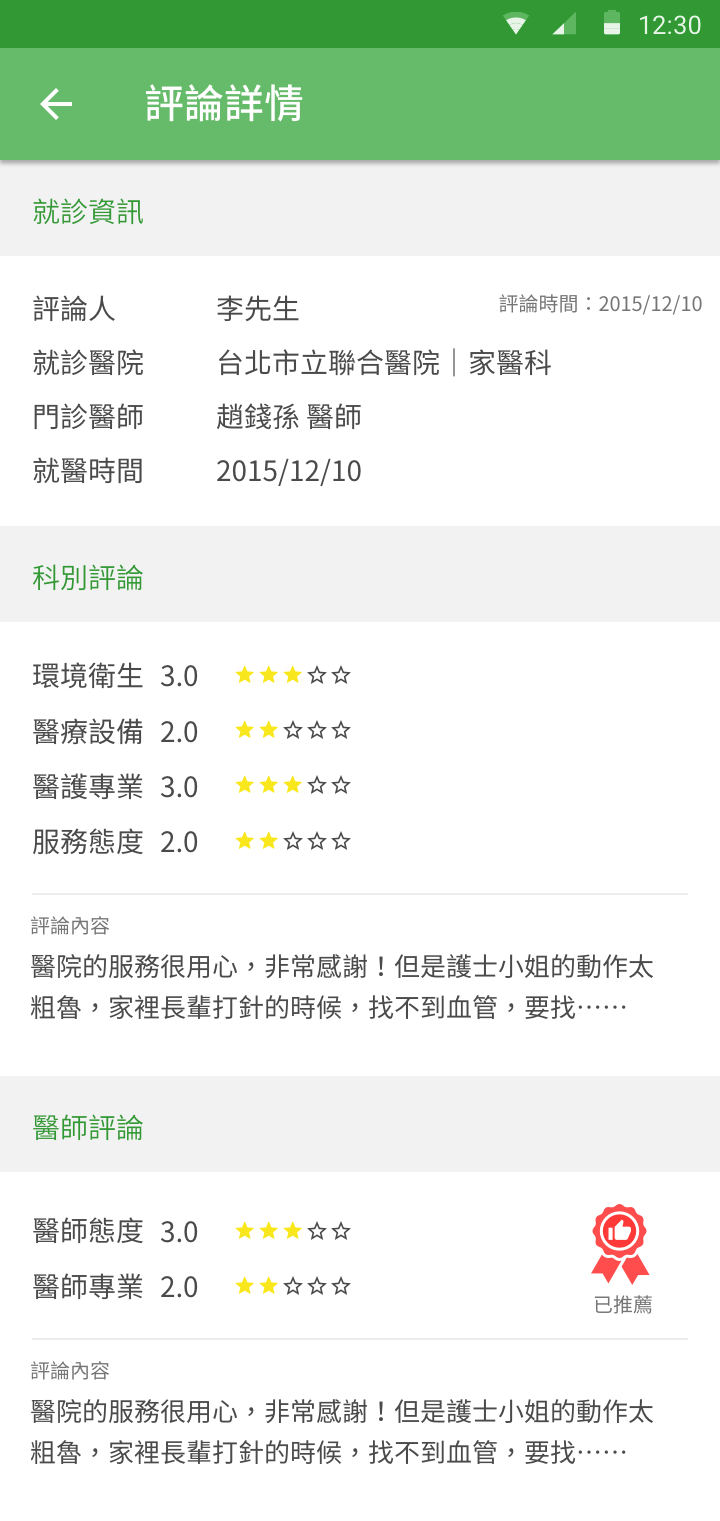 12:30
評論詳情
就診資訊
評論人 李先生 評論時間：2015/12/10
就診醫院 台北市立聯合醫院｜家醫科
門診醫師 趙錢孫 醫師
就醫時間 2015/12/10
科別評論
環境衛生 3.0
醫療設備 2.0
醫護專業 3.0
服務態度 2.0
評論內容
醫院的服務很用心，非常感謝！但是護士小姐的動作太
粗魯，家裡長輩打針的時候，找不到血管，要找⋯⋯
醫師評論
醫師態度 3.0
醫師專業 2.0
已推薦
評論內容
醫院的服務很用心，非常感謝！但是護士小姐的動作太
粗魯，家裡長輩打針的時候，找不到血管，要找⋯⋯